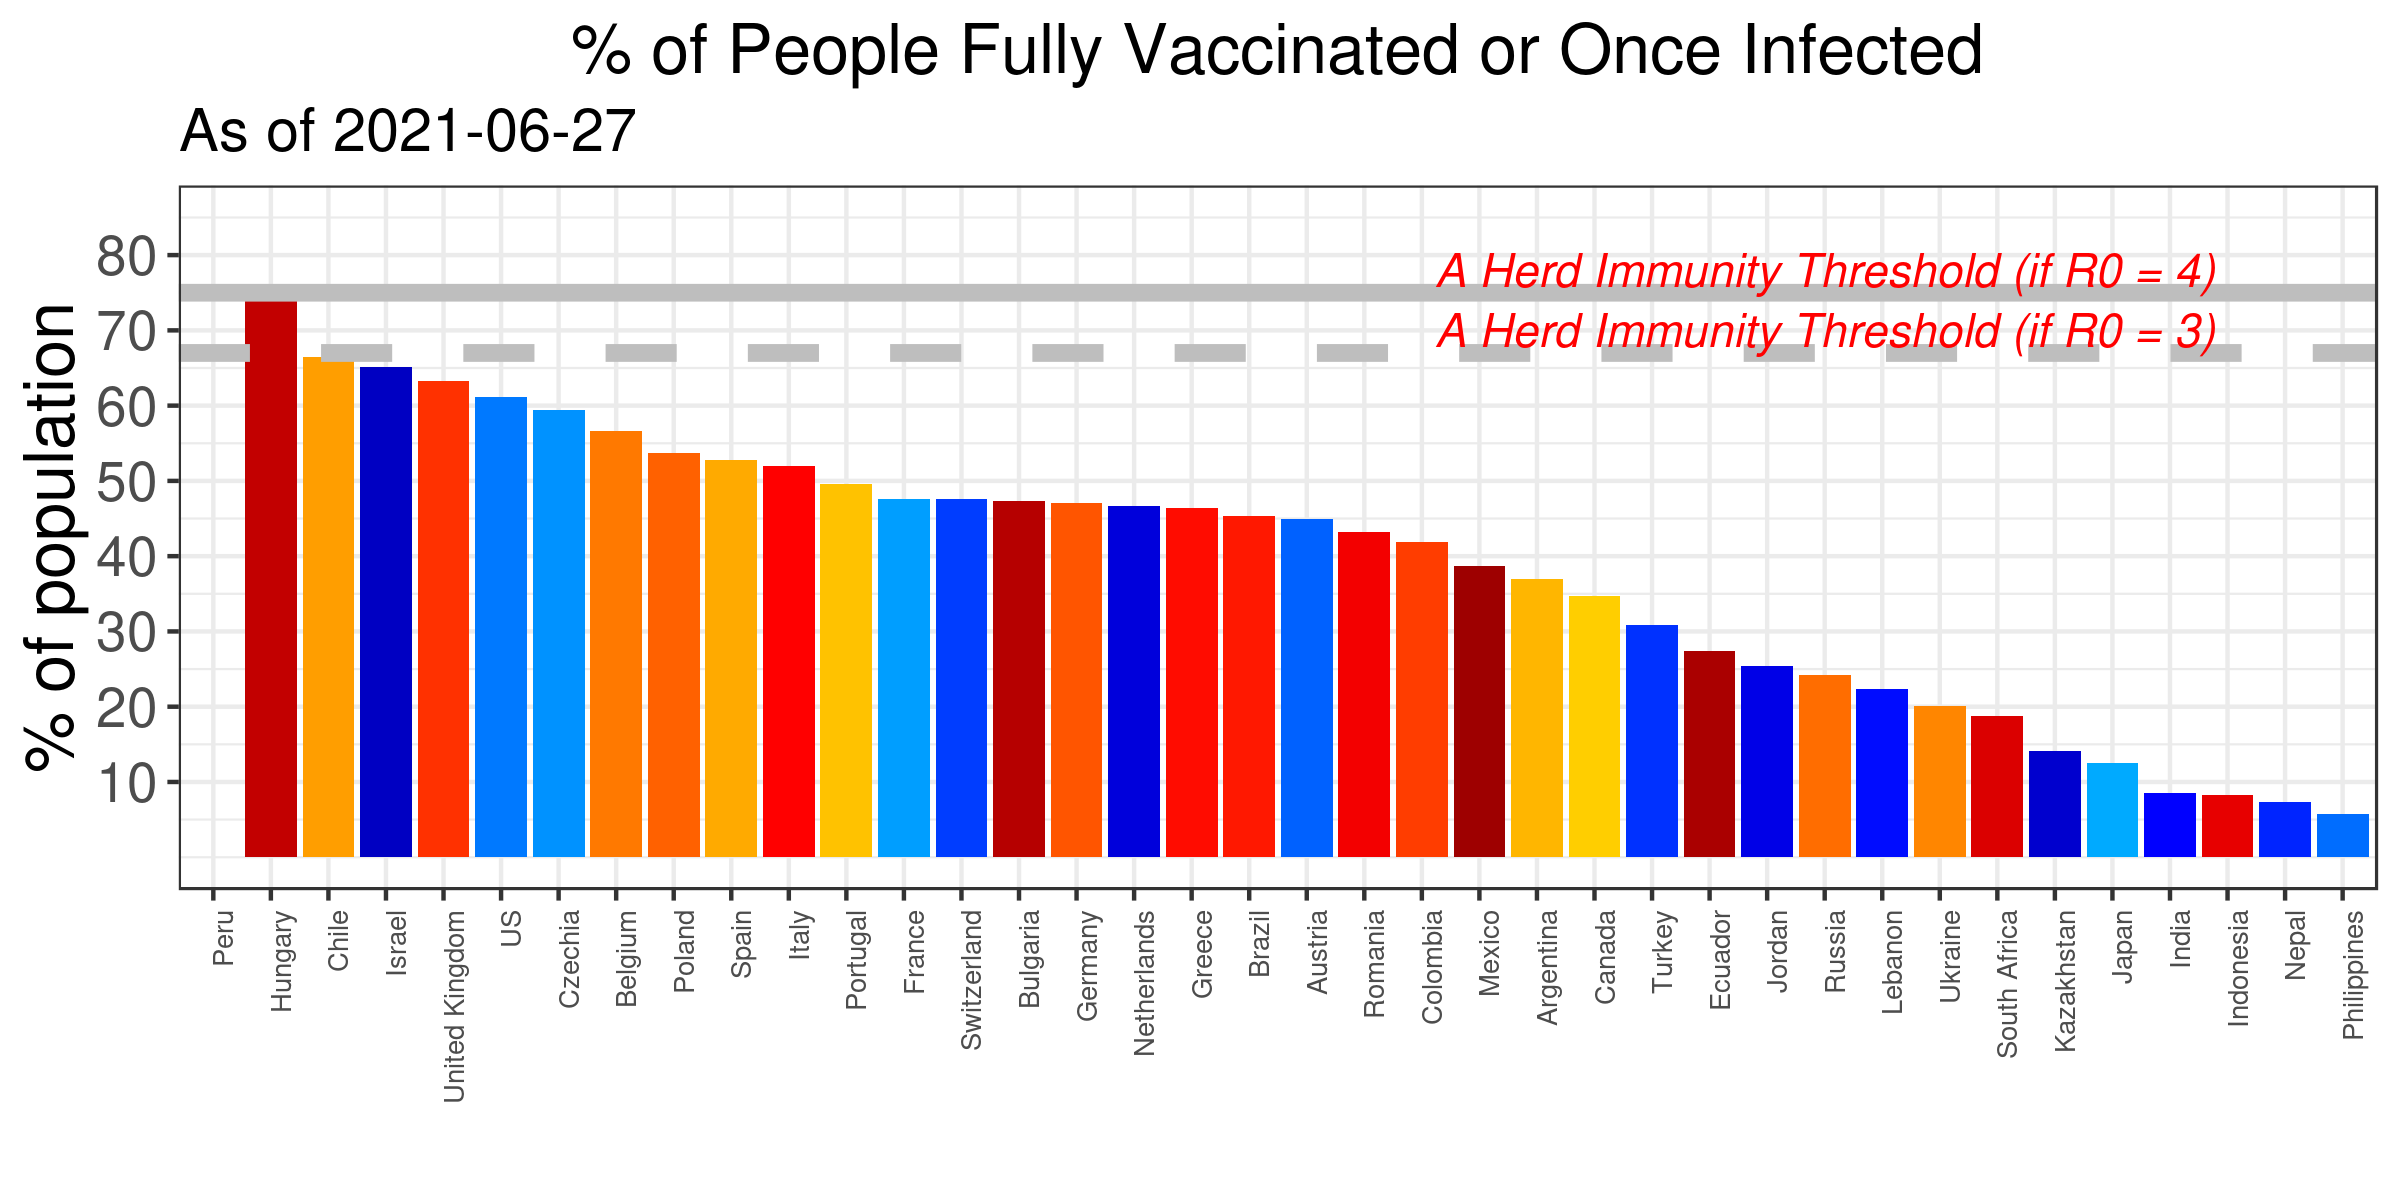 % of People Fully Vaccinated or Once Infected
As of 2021-06-27
% of population
80
70
60
50
40
30
20
10
A Herd Immunity Threshold (if R0 = 4)
A Herd Immunity Threshold (if R0 = 3)
Peru
Hungary
Chile
Israel
United Kingdom
US
Czechia
Belgium
Poland
Spain
Italy
Portugal
France
Switzerland
Bulgaria
Germany
Netherlands
Greece
Brazil
Austria
Romania
Colombia
Mexico
Argentina
Canada
Turkey
Ecuador
Jordan
Russia
Lebanon
Ukraine
South Africa
Kazakhstan
Japan
India
Indonesia
Nepal
Philippines